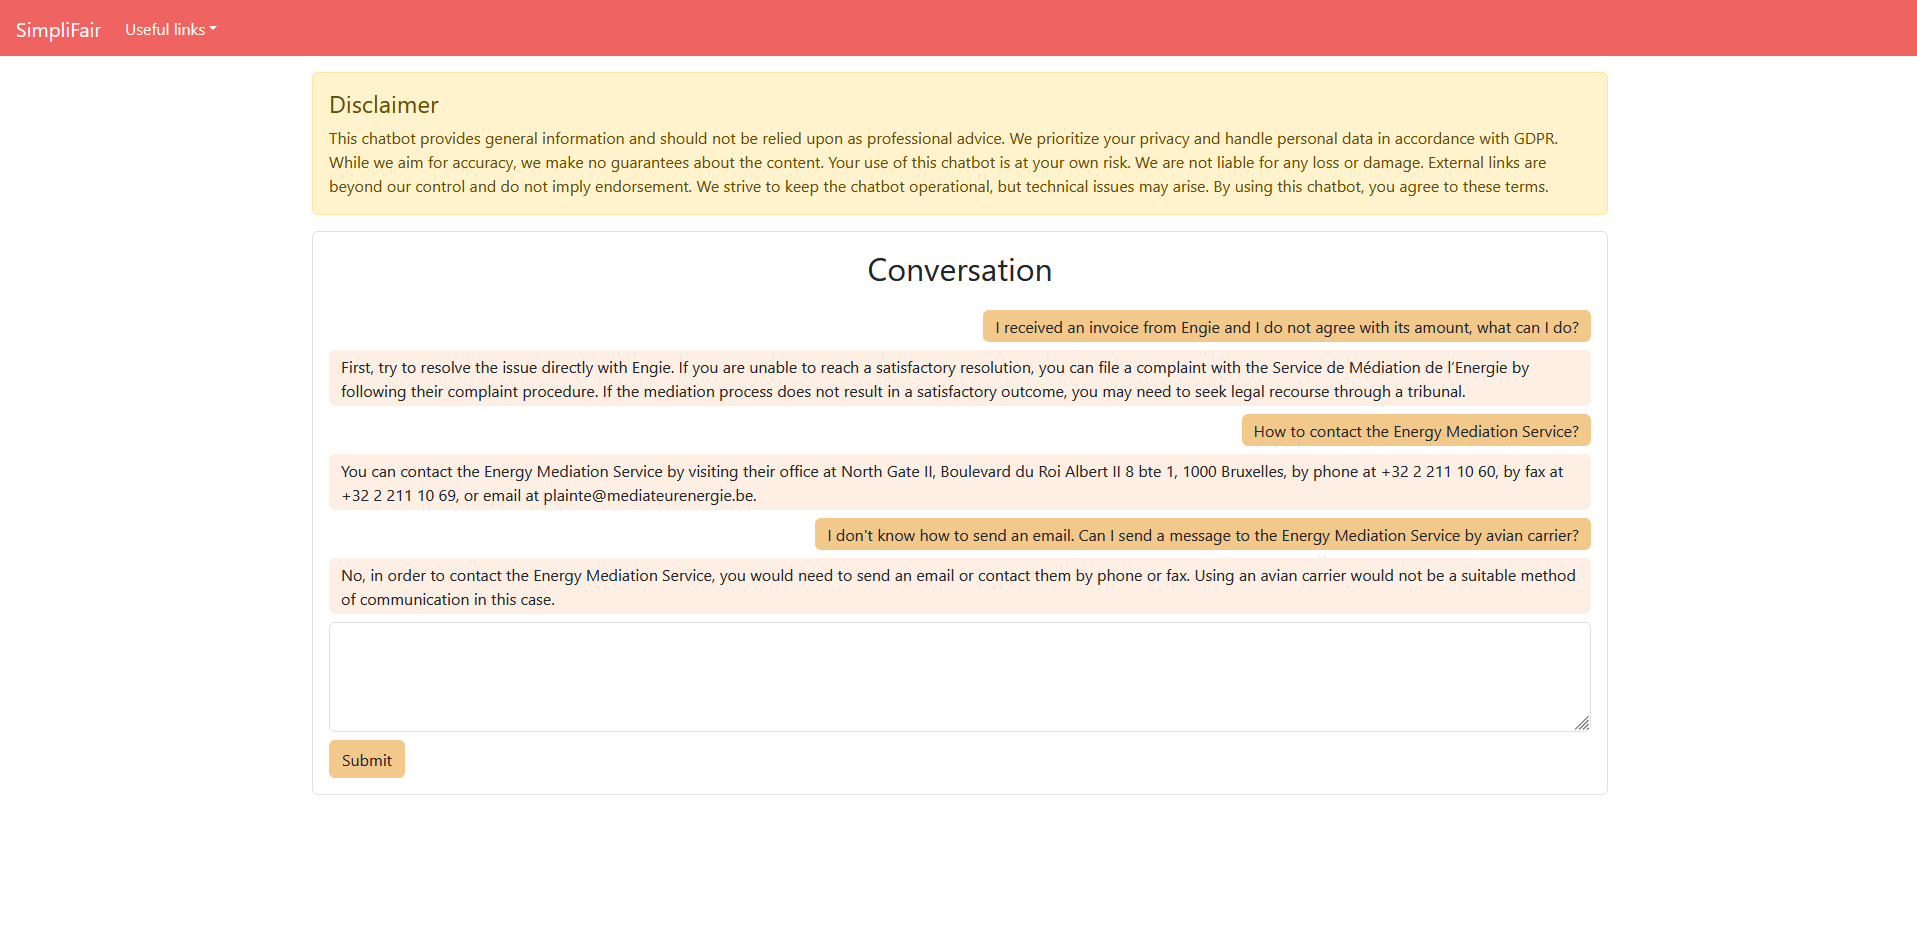 SimpliFair Useful links
Disclaimer
This chatbot provides general information and should not be relied upon as professional advice. We prioritize your privacy and handle personal data in accordance with GDPR.
While we aim for accuracy, we make no guarantees about the content. Your use of this chatbot is at your own risk. We are not liable for any loss or damage. External links are
beyond our control and do not imply endorsement. We strive to keep the chatbot operational, but technical issues may arise. By using this chatbot, you agree to these terms.
Conversation
I received an invoice from Engie and I do not agree with its amount, what can I do?
First, try to resolve the issue directly with Engie. If you are unable to reach a satisfactory resolution, you can file a complaint with the Service de Médiation de l’Energie by
following their complaint procedure. If the mediation process does not result in a satisfactory outcome, you may need to seek legal recourse through a tribunal.
How to contact the Energy Mediation Service?
You can contact the Energy Mediation Service by visiting their office at North Gate II, Boulevard du Roi Albert II 8 bte 1, 1000 Bruxelles, by phone at +32 2 211 10 60, by fax at
+32 2 211 10 69, or email at plainte@mediateurenergie.be.
I don't know how to send an email. Can I send a message to the Energy Mediation Service by avian carrier?
No, in order to contact the Energy Mediation Service, you would need to send an email or contact them by phone or fax. Using an avian carrier would not be a suitable method
of communication in this case.
Submit